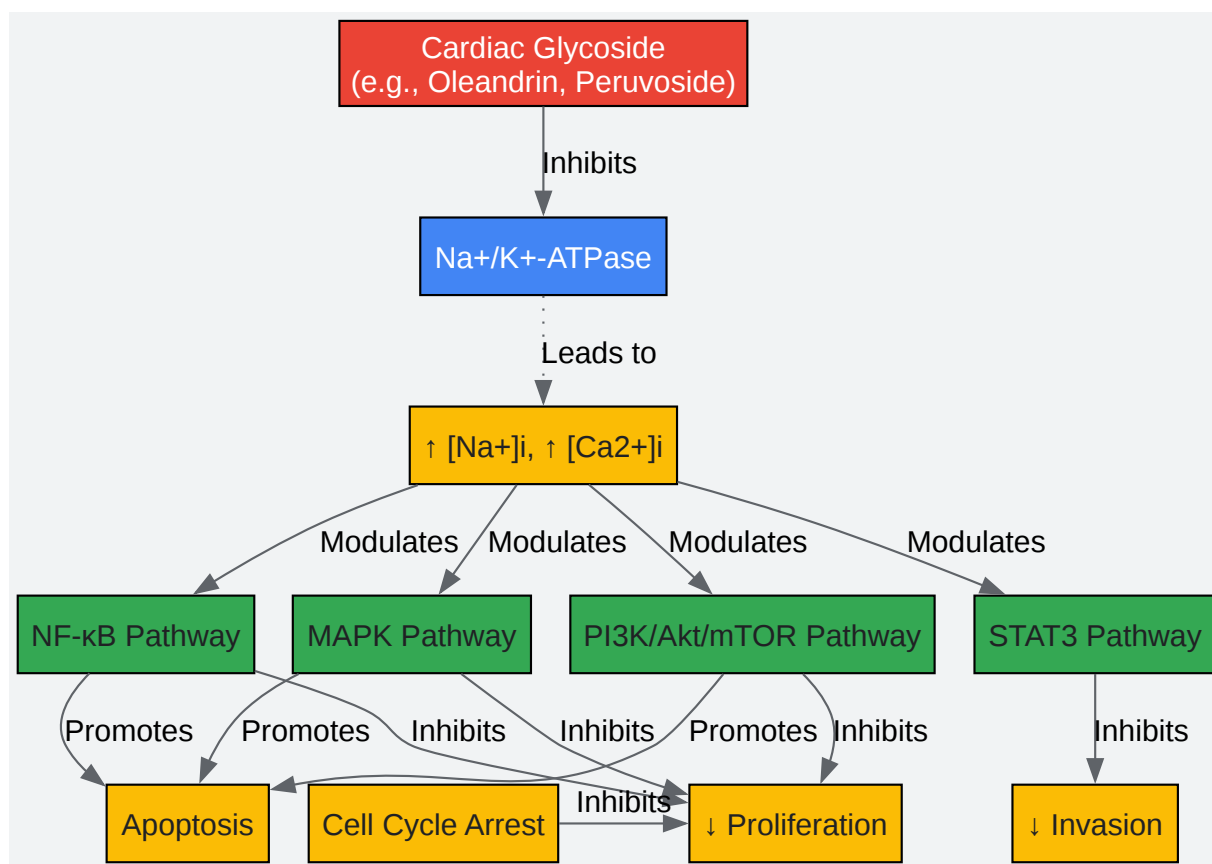 Cardiac Glycoside
(e.g., Oleandrin, Peruvoside)
Inhibits
Na+/K+-ATPase
Leads to
↑ [Na+]i, ↑ [Ca2+]i
Modulates
Modulates
Modulates
Modulates
NF-κB Pathway
MAPK Pathway
PI3K/Akt/mTOR Pathway
STAT3 Pathway
Promotes
Promotes
Inhibits
Inhibits
Promotes
Inhibits
Inhibits
Apoptosis
Cell Cycle Arrest
Inhibits
↓ Proliferation
↓ Invasion